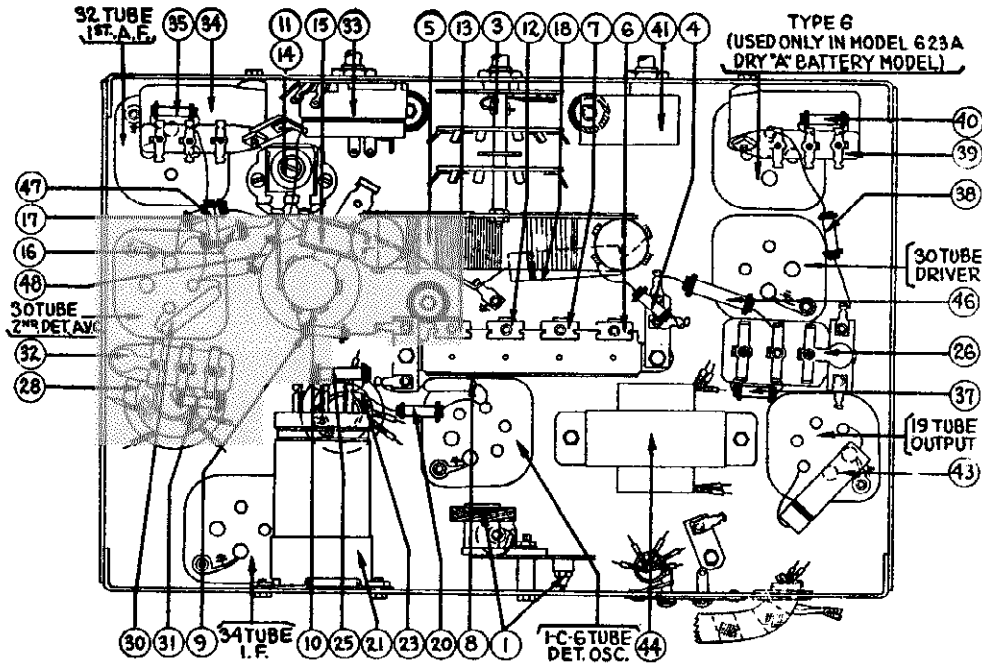 32 TUBE
1ST. A.F.
35
34
11
14
15
33
5
13
3
12
18
7
6
41
4
TYPE 6
(USED ONLY IN MODEL 623A
DRY "A" BATTERY MODEL)
40
39
38
47
17
16
48
30 TUBE
2ND DET. AVC
32
28
30 TUBE
DRIVER
46
26
37
19 TUBE
OUTPUT
43
30
31
9
34 TUBE
I.F.
10
25
21
23
20
8
1
1-C-6 TUBE
DET. OSC.
44